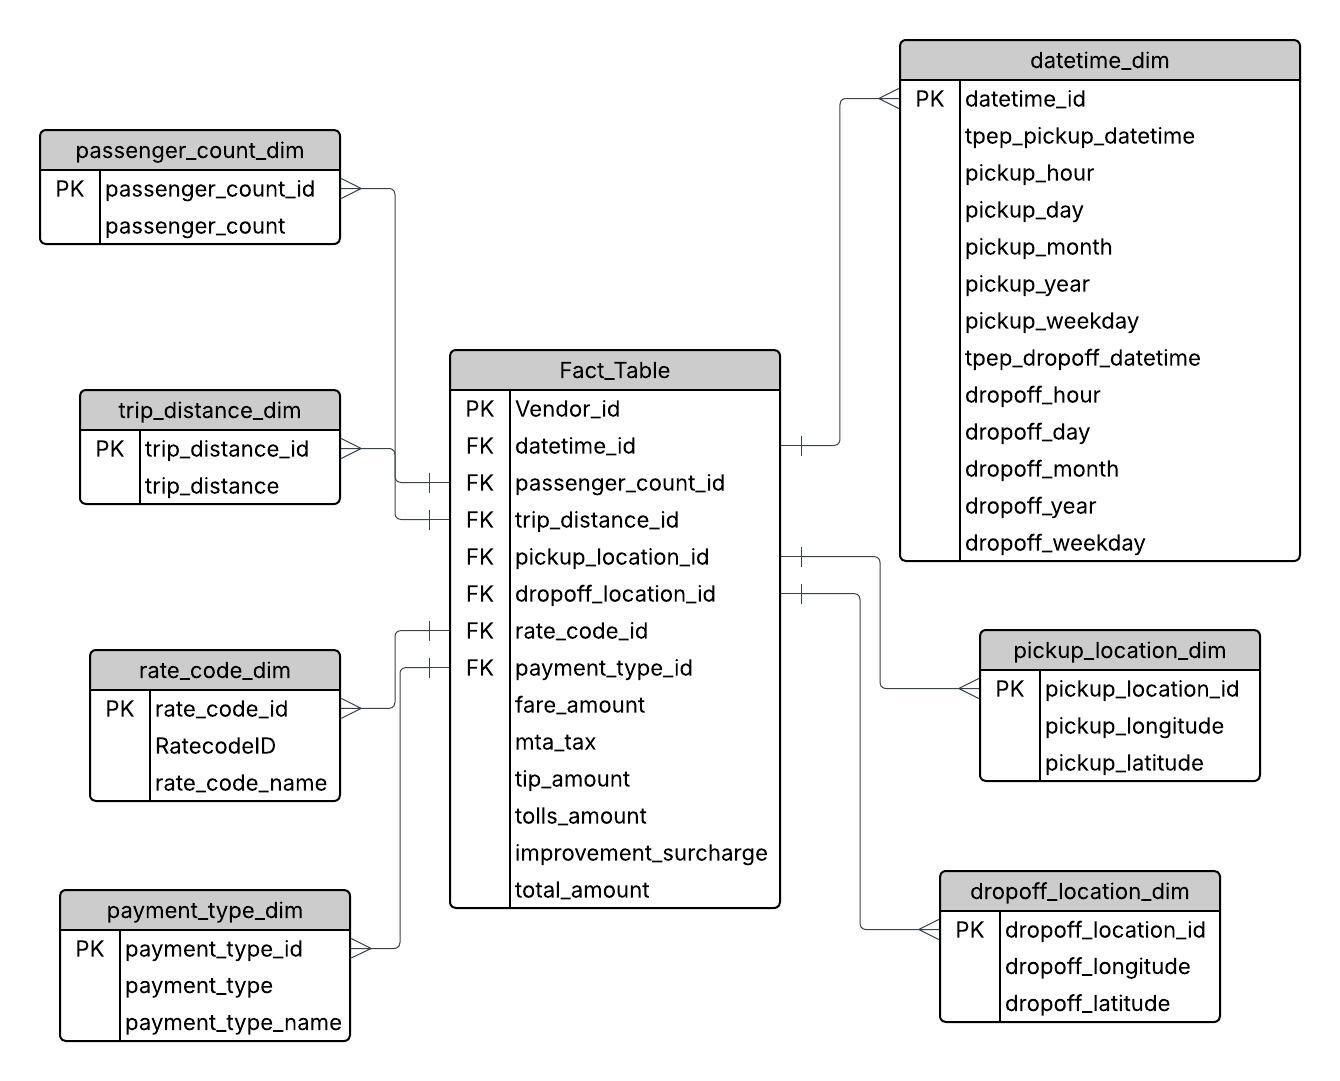 passenger_count_dim
PK passenger_count_id
passenger_count
trip_distance_dim
PK trip_distance_id
trip_distance
rate_code_dim
PK rate_code_id
RatecodeID
rate_code_name
payment_type_dim
PK payment_type_id
payment_type
payment_type_name
Fact_Table
PK Vendor_id
FK datetime_id
FK passenger_count_id
FK trip_distance_id
FK pickup_location_id
FK dropoff_location_id
FK rate_code_id
FK payment_type_id
fare_amount
mta_tax
tip_amount
tolls_amount
improvement_surcharge
total_amount
datetime_dim
PK datetime_id
tpep_pickup_datetime
pickup_hour
pickup_day
pickup_month
pickup_year
pickup_weekday
tpep_dropoff_datetime
dropoff_hour
dropoff_day
dropoff_month
dropoff_year
dropoff_weekday
pickup_location_dim
PK pickup_location_id
pickup_longitude
pickup_latitude
dropoff_location_dim
PK dropoff_location_id
dropoff_longitude
dropoff_latitude